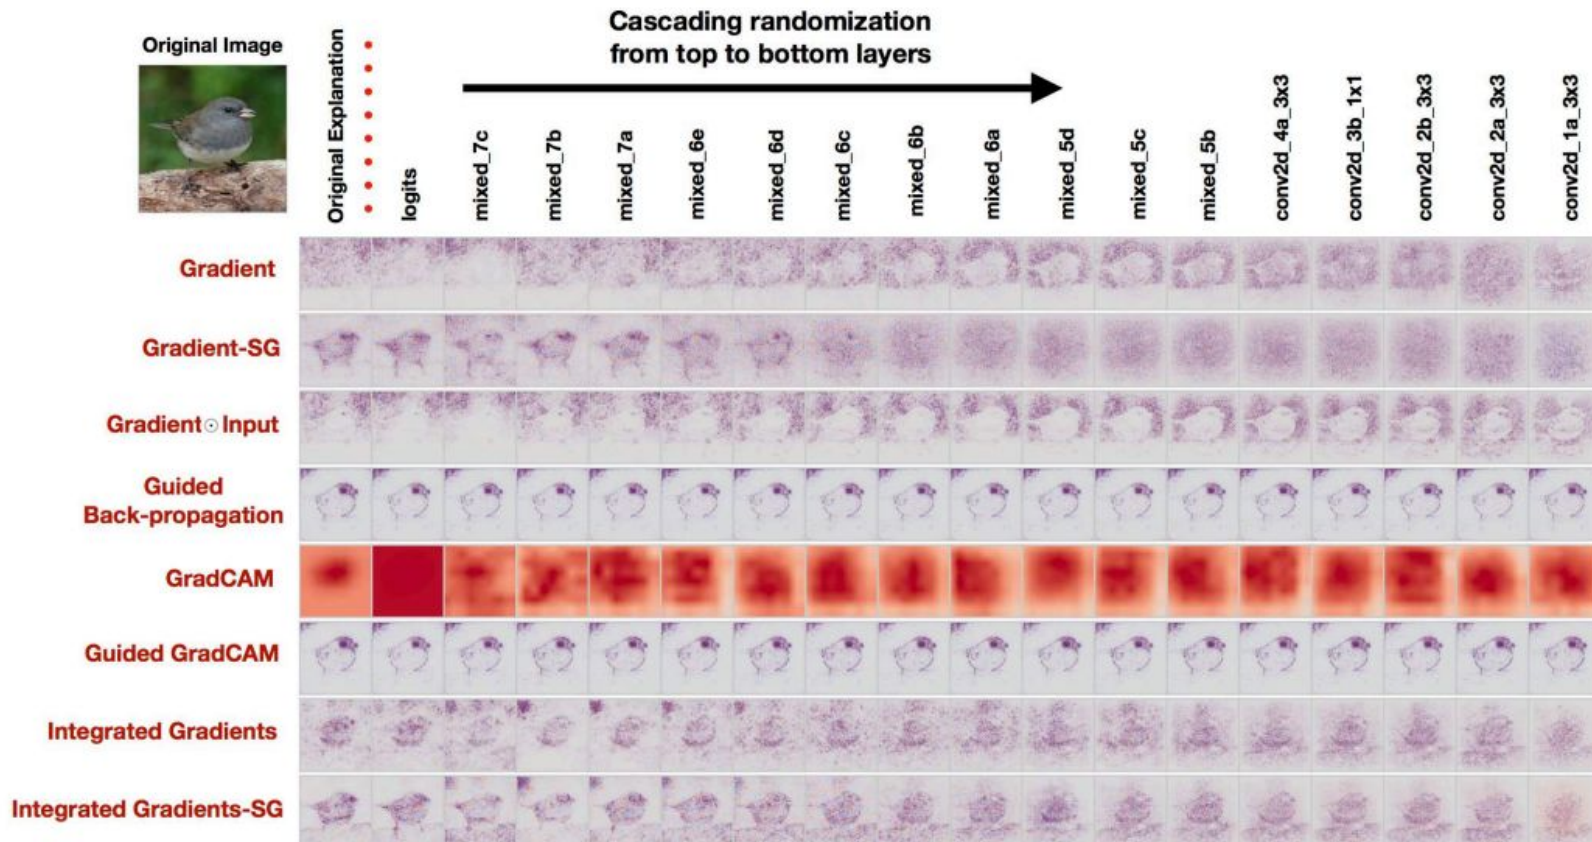 Cascading randomization
from top to bottom layers
Original Image
Original Explanation
logits
mixed_7c
mixed_7b
mixed_7a
mixed_6e
mixed_6d
mixed_6c
mixed_6b
mixed_6a
mixed_5d
mixed_5c
mixed_5b
conv2d_4a_3x3
conv2d_3b_1x1
conv2d_2b_3x3
conv2d_2a_3x3
conv2d_1a_3x3
Gradient
Gradient-SG
Gradient⊙Input
Guided
Back-propagation
GradCAM
Guided GradCAM
Integrated Gradients
Integrated Gradients-SG